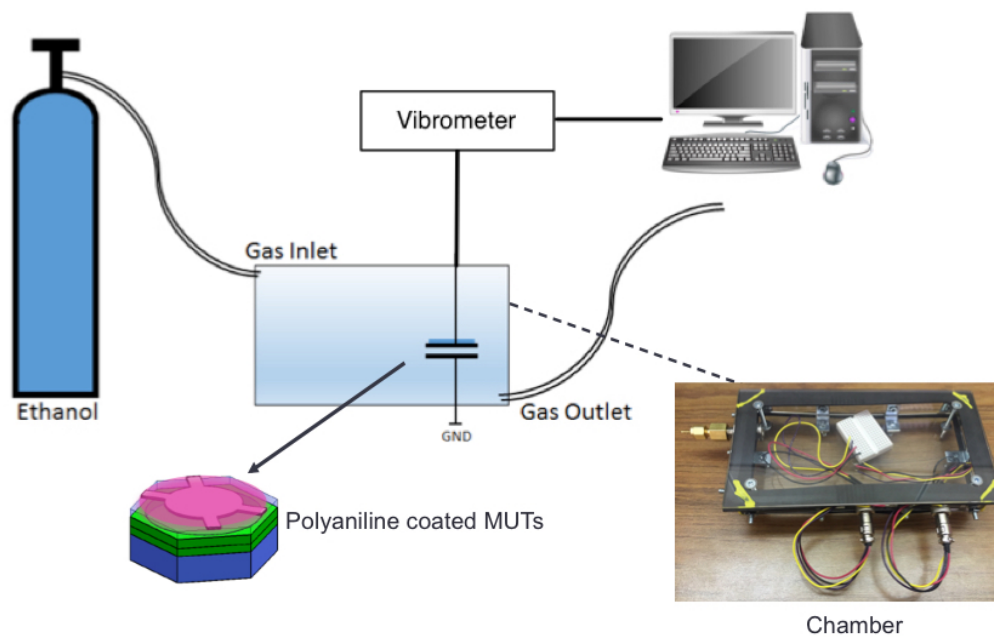 Vibrometer
Gas Inlet
Ethanol
Gas Outlet
GND
Polyaniline coated MUTs
Chamber